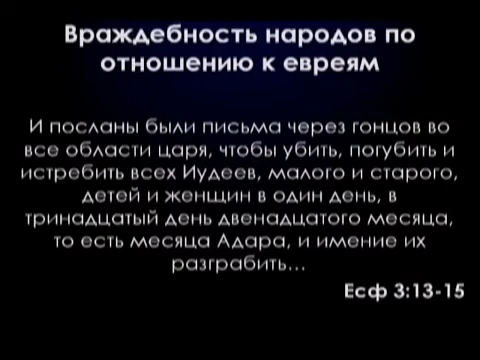 Враждебность народов по
отношению к евреям
И посланы были письма через гонцов во
все области царя, чтобы убить, погубить и
истребить всех Иудеев, малого и старого,
детей и женщин в один день, в
тринадцатый день двенадцатого месяца,
то есть месяца Адара, и имение их
разграбить...
Есф 3:13-15